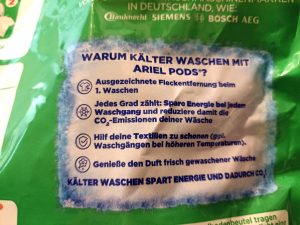 IN DEUTSCHLAND, WIE:
Bauknecht SIEMENS BOSCH AEG
WARUM KÄLTER WASCHEN MIT
ARIEL PODS®?
Ausgezeichnete Fleckentfernung beim
1. Waschen
Jedes Grad zählt: Spare Energie bei jedem
Waschgang und reduziere damit die
CO₂-Emissionen deiner Wäsche
Hilf deine Textilien zu schonen (ggü.
Waschgängen bei höheren Temperaturen).
Genieße den Duft frisch gewaschener Wäsche
KÄLTER WASCHEN SPART ENERGIE UND DADURCH CO₂
tragen